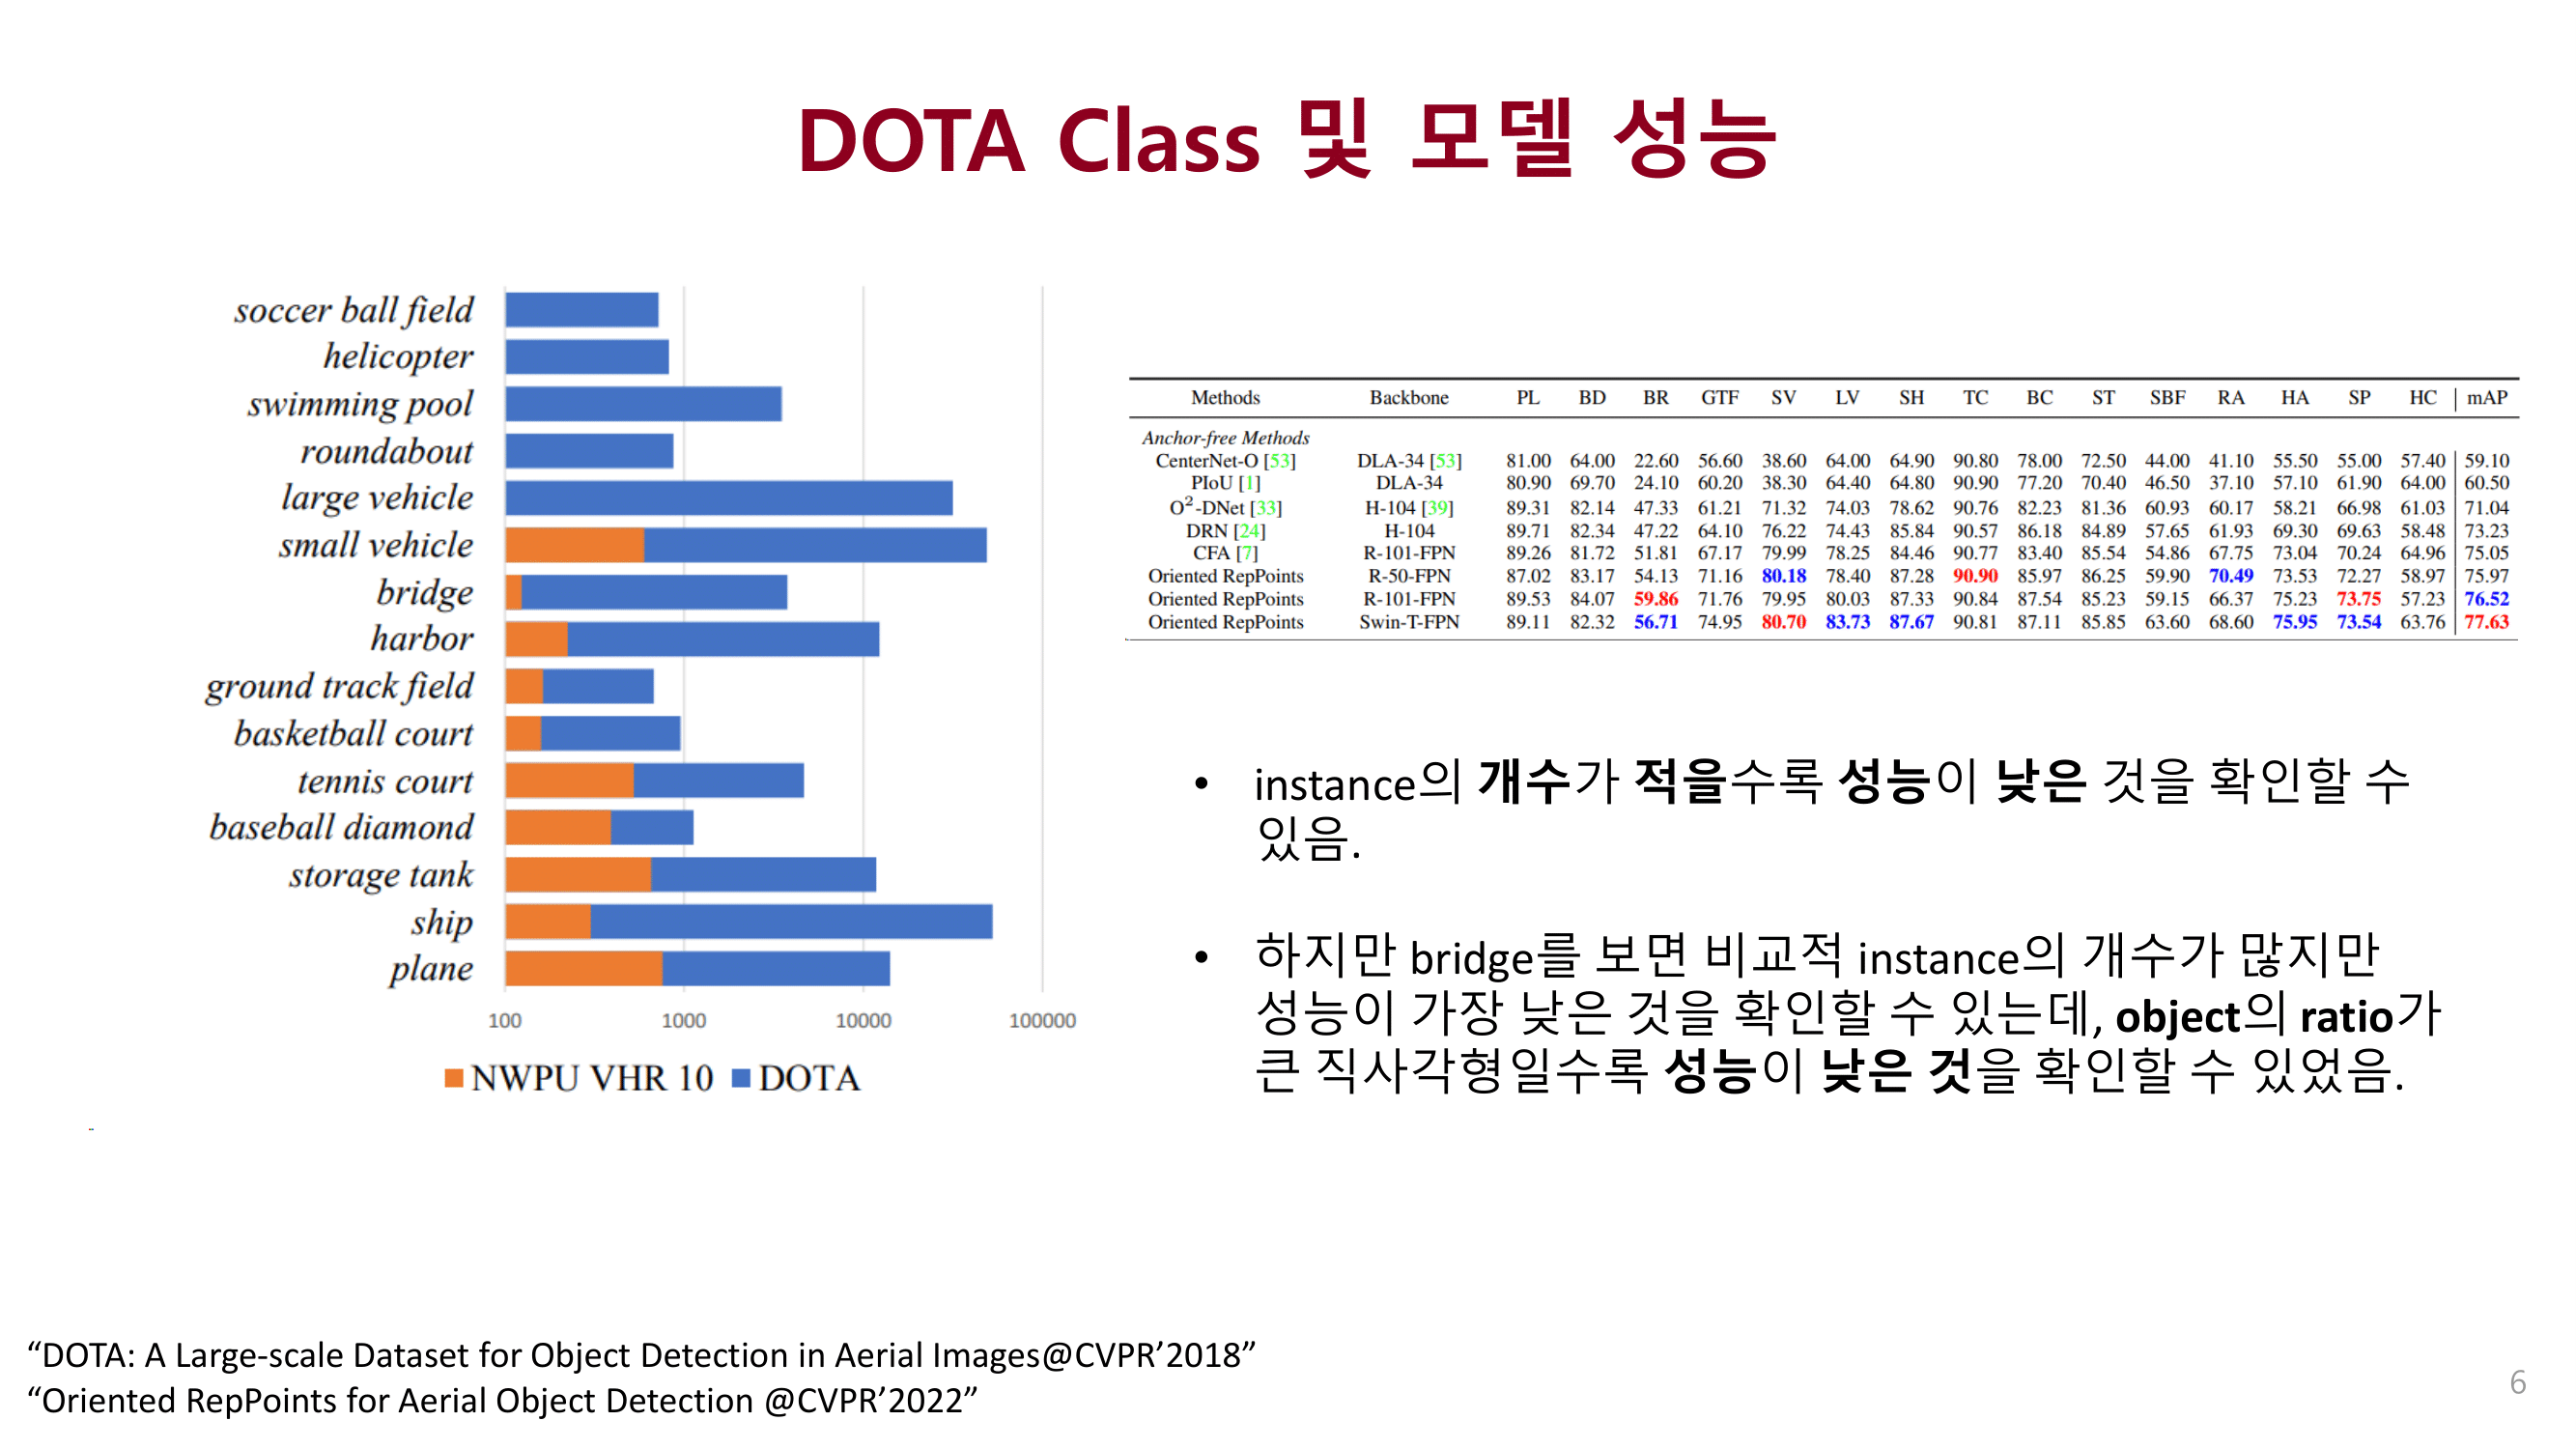 DOTA Class 및 모델 성능
soccer ball field
helicopter
swimming pool
roundabout
large vehicle
small vehicle
bridge
harbor
ground track field
basketball court
tennis court
baseball diamond
storage tank
ship
plane
100 1000 10000 100000
NWPU VHR 10 DOTA
Methods Backbone PL BD BR GTF SV LV SH TC BC ST SBF RA HA SP HC mAP
Anchor-free Methods
CenterNet-O [53] DLA-34 [53] 81.00 64.00 22.60 56.60 38.60 64.00 64.90 90.80 78.00 72.50 44.00 41.10 55.50 55.00 57.40 59.10
PIoU [1] DLA-34 80.90 69.70 24.10 60.20 38.30 64.40 64.80 90.90 77.20 70.40 46.50 37.10 57.10 61.90 64.00 60.50
O²-DNet [33] H-104 [39] 89.31 82.14 47.33 61.21 71.32 74.03 78.62 90.76 82.23 81.36 60.93 60.17 58.21 66.98 61.03 71.04
DRN [24] H-104 89.71 82.34 47.22 64.10 76.22 74.43 85.84 90.57 86.18 84.89 57.65 61.93 69.30 69.63 58.48 73.23
CFA [7] R-101-FPN 89.26 81.72 51.81 67.17 79.99 78.25 84.46 90.77 83.40 85.54 54.86 67.75 73.04 70.24 64.96 75.05
Oriented RepPoints R-50-FPN 87.02 83.17 54.13 71.16 80.18 78.40 87.28 90.90 85.97 86.25 59.90 70.49 73.53 72.27 58.97 75.97
Oriented RepPoints R-101-FPN 89.53 84.07 59.86 71.76 79.95 80.03 87.33 90.84 87.54 85.23 59.15 66.37 75.23 73.75 57.23 76.52
Oriented RepPoints Swin-T-FPN 89.11 82.32 56.71 74.95 80.70 83.73 87.67 90.81 87.11 85.85 63.60 68.60 75.95 73.54 63.76 77.63
• instance의 개수가 적을수록 성능이 낮은 것을 확인할 수
있음.
• 하지만 bridge를 보면 비교적 instance의 개수가 많지만
성능이 가장 낮은 것을 확인할 수 있는데, object의 ratio가
큰 직사각형일수록 성능이 낮은 것을 확인할 수 있었음.
“DOTA: A Large-scale Dataset for Object Detection in Aerial Images@CVPR’2018”
“Oriented RepPoints for Aerial Object Detection @CVPR’2022”
6